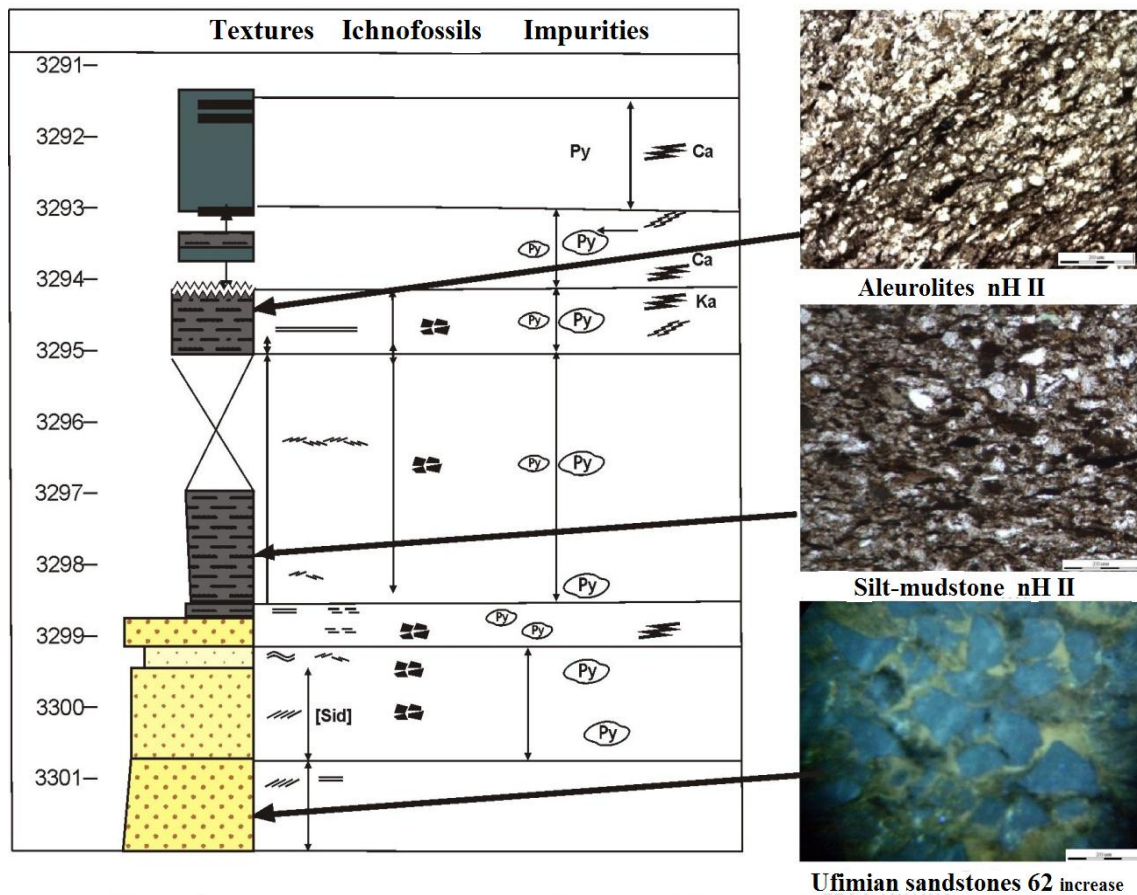 Textures Ichnofossils Impurities
3291
3292
Py Ca
3293
Py Py
3294 Ca
Ka
Py Py
3295
3296
Py Py
3297
3298
Py
Py
3299 Py
Py
3300 [Sid]
Py
3301
Aleurolites nH II
Silt-mudstone nH II
Ufimian sandstones 62 increase